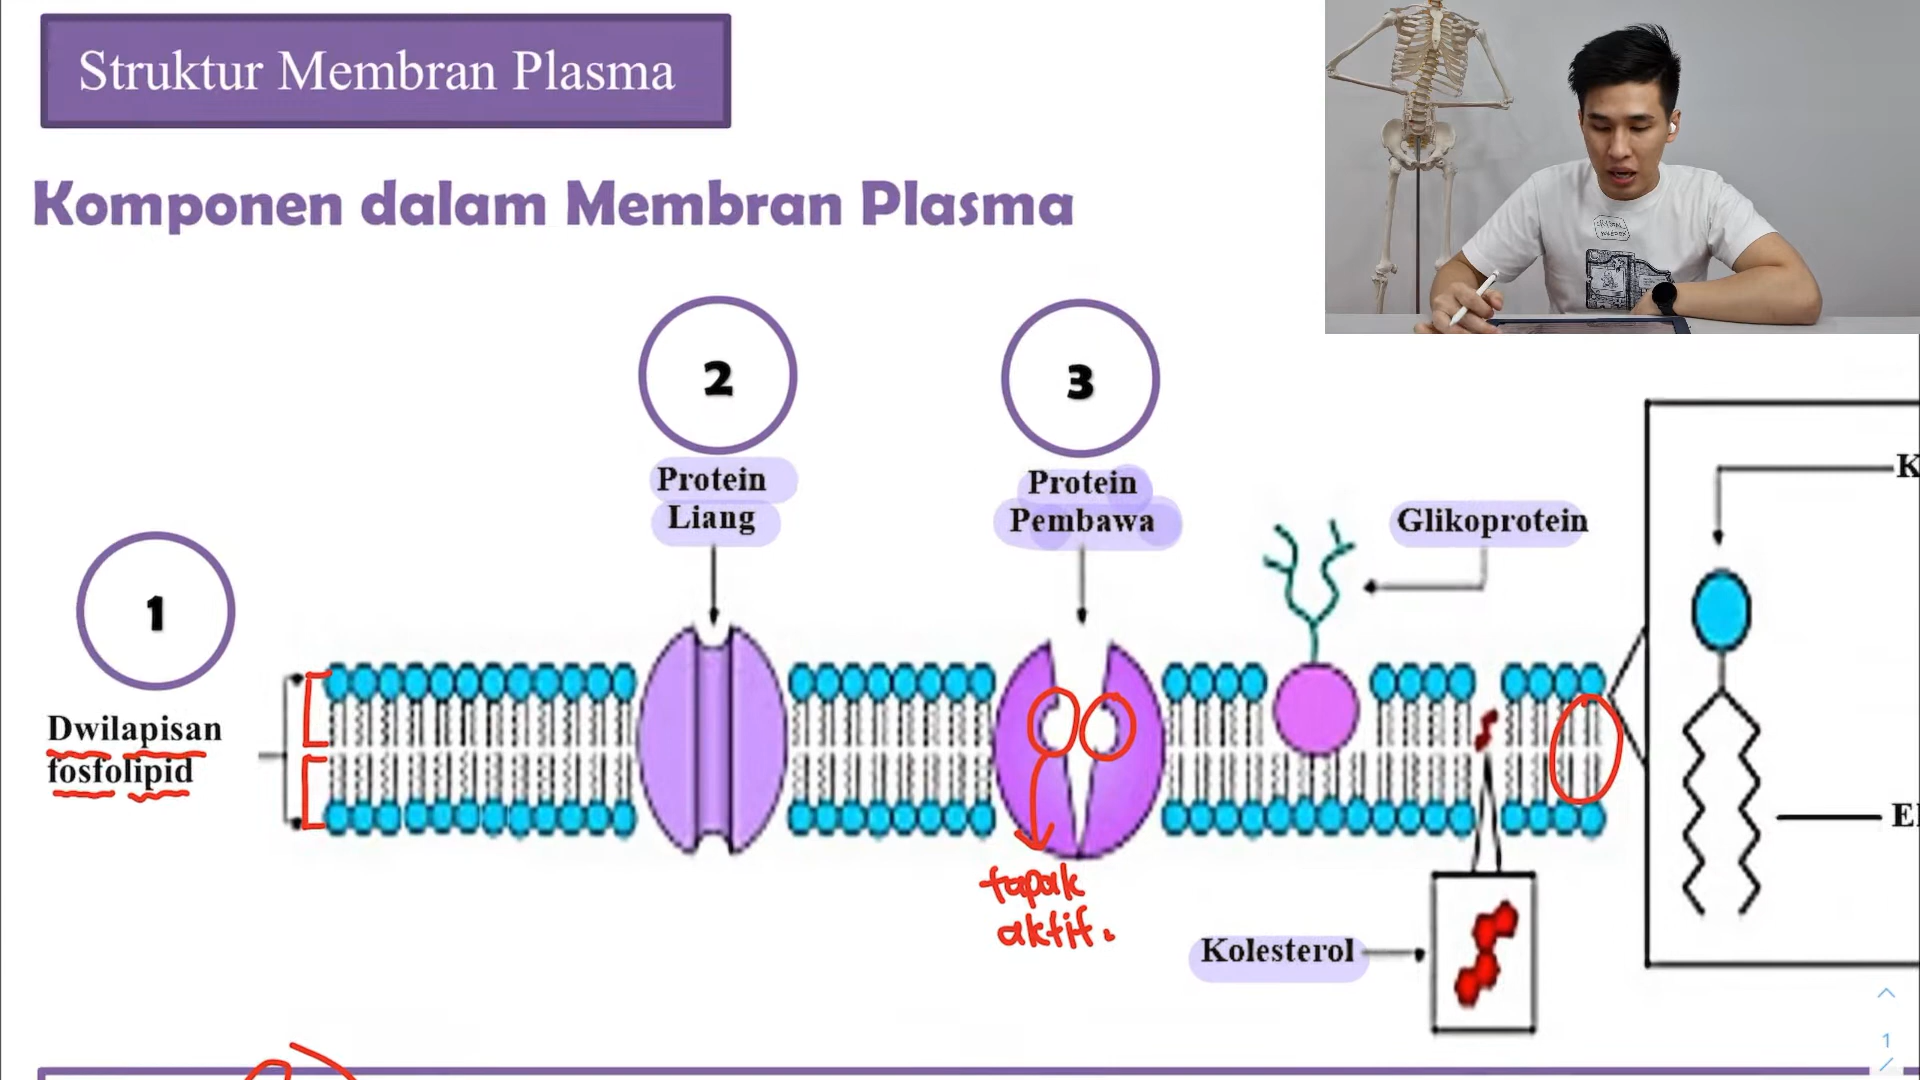 Struktur Membran Plasma
Komponen dalam Membran Plasma
2
3
Protein
Liang
Protein
Pembawa
Glikoprotein
1
Dwilapisan
fosfolipid
tapak
aktif.
Kolesterol
K
E
1